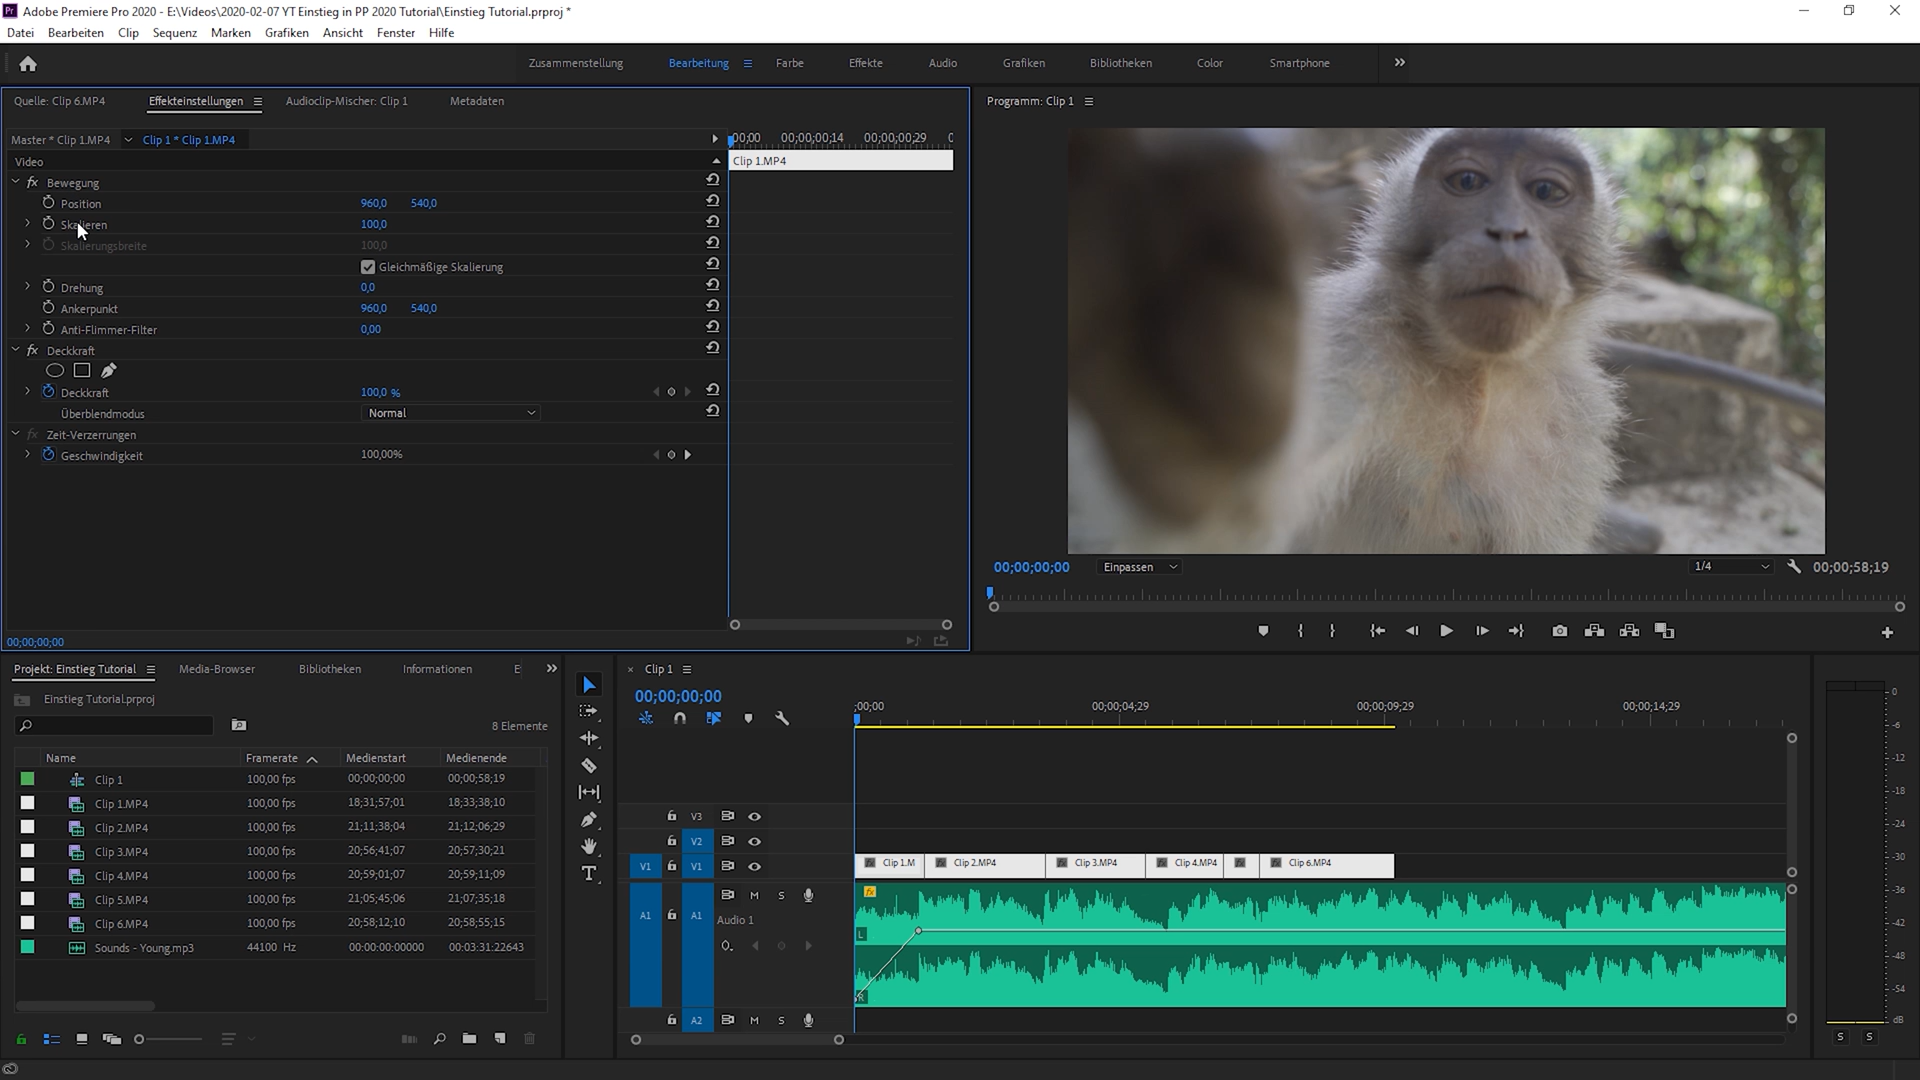 Adobe Premiere Pro 2020 - E:\Videos\2020-02-07 YT Einstieg in PP 2020 Tutorial\Einstieg Tutorial.prproj *
Datei Bearbeiten Clip Sequenz Marken Grafiken Ansicht Fenster Hilfe
Zusammenstellung Bearbeitung Farbe Effekte Audio Grafiken Bibliotheken Color Smartphone
Quelle: Clip 6.MP4 Effekteinstellungen Audioclip-Mischer: Clip 1 Metadaten
Programm: Clip 1
Master * Clip 1.MP4 Clip 1 * Clip 1.MP4
00;00 00;00;00;14 00;00;00;29
Video
Clip 1.MP4
fx Bewegung
Position 960,0 540,0
Skalieren 100,0
Skalierungsbreite 100,0
Gleichmäßige Skalierung
Drehung 0,0
Ankerpunkt 960,0 540,0
Anti-Flimmer-Filter 0,00
fx Deckkraft
Deckkraft 100,0 %
Überblendmodus Normal
fx Zeit-Verzerrungen
Geschwindigkeit 100,00%
00;00;00;00
00;00;00;00 Einpassen 1/4 00;00;58;19
Projekt: Einstieg Tutorial Media-Browser Bibliotheken Informationen E
Einstieg Tutorial.prproj
8 Elemente
Name Framerate Medienstart Medienende
Clip 1 100,00 fps 00;00;00;00 00;00;58;19
Clip 1.MP4 100,00 fps 18;31;57;01 18;33;38;10
Clip 2.MP4 100,00 fps 21;11;38;04 21;12;06;29
Clip 3.MP4 100,00 fps 20;56;41;07 20;57;30;21
Clip 4.MP4 100,00 fps 20;59;01;07 20;59;11;09
Clip 5.MP4 100,00 fps 21;05;45;06 21;07;35;18
Clip 6.MP4 100,00 fps 20;58;12;10 20;58;55;15
Sounds - Young.mp3 44100 Hz 00:00:00:00000 00:03:31:22643
Clip 1
00;00;00;00
;00;00 00;00;04;29 00;00;09;29 00;00;14;29
V3
V2
V1 V1 Clip 1.M Clip 2.MP4 Clip 3.MP4 Clip 4.MP4 Clip 6.MP4
A1 A1 M S
Audio 1
fx
L
R
A2 M S
0
-6
-12
-18
-24
-30
-36
-42
-48
-54
dB
S S